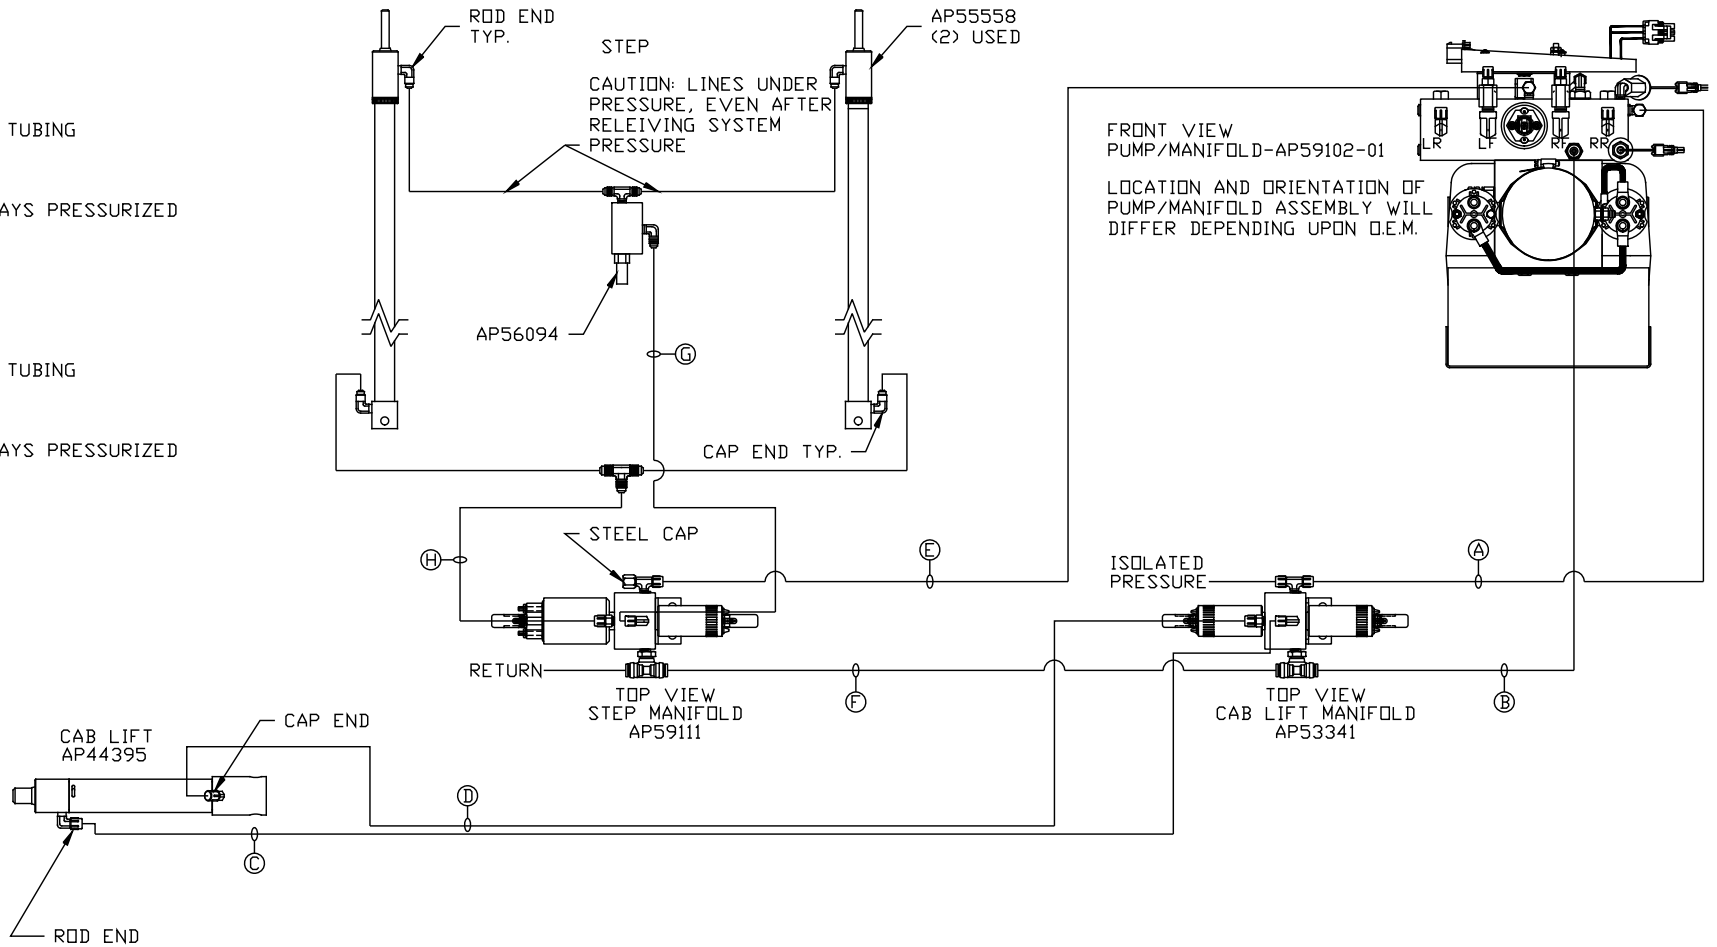 ROD END
TYP.
STEP
AP55558
(2) USED
CAUTION: LINES UNDER
PRESSURE, EVEN AFTER
RELEIVING SYSTEM
PRESSURE
TUBING
AYS PRESSURIZED
FRONT VIEW
PUMP/MANIFOLD-AP59102-01
LOCATION AND ORIENTATION OF
PUMP/MANIFOLD ASSEMBLY WILL
DIFFER DEPENDING UPON O.E.M.
LR LF RF RR
AP56094
G
TUBING
AYS PRESSURIZED
CAP END TYP.
STEEL CAP
H
E
ISOLATED
PRESSURE
A
RETURN
TOP VIEW
STEP MANIFOLD
AP59111
F
TOP VIEW
CAB LIFT MANIFOLD
AP53341
B
CAB LIFT
AP44395
CAP END
D
C
ROD END